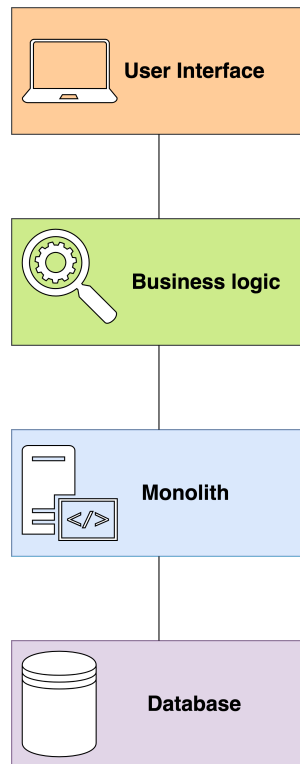 User Interface
Business logic
</>
Monolith
Database